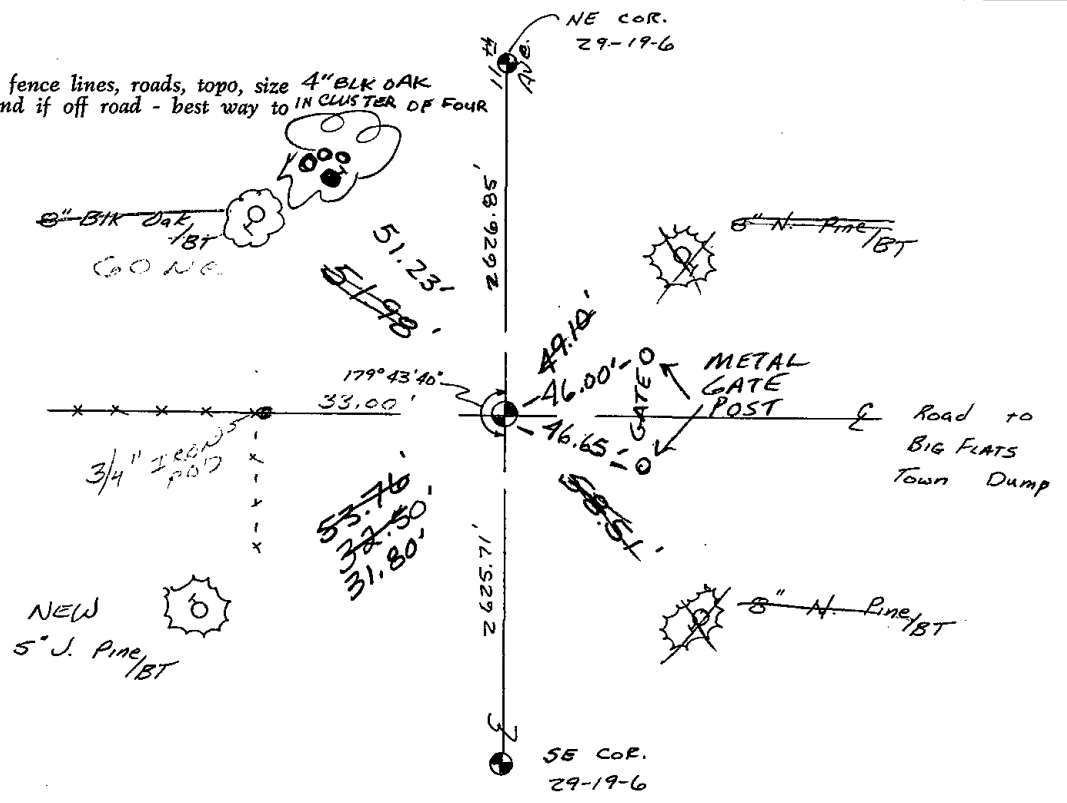 NE COR.
29-19-6
11th
AVE.
fence lines, roads, topo, size 4" BLK OAK
nd if off road - best way to IN CLUSTER OF FOUR
2629.85'
8" Blk Oak/BT
GONE
8" N. Pine/BT
51.23'
51.98'
49.10'
179°43'40"
33.00'
46.00'
GATE
METAL
GATE
POST
46.65'
℄ Road to
BIG FLATS
Town Dump
3/4" IRON
ROD
53.76'
32.50'
31.80'
2625.71'
NEW
5" J. Pine/BT
8" N. Pine/BT
SE COR.
29-19-6